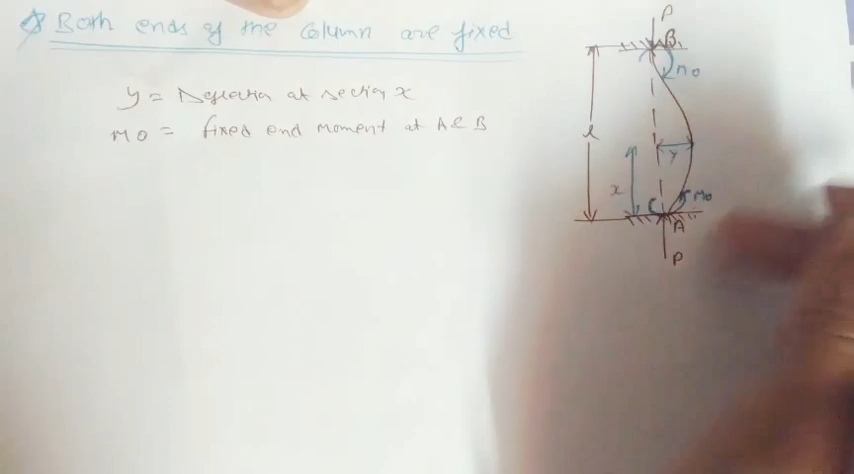 Both ends of the column are fixed
y = Deflection at section x
Mo = fixed end moment at A & B
P
B
Mo
l
y
x
Mo
A
P